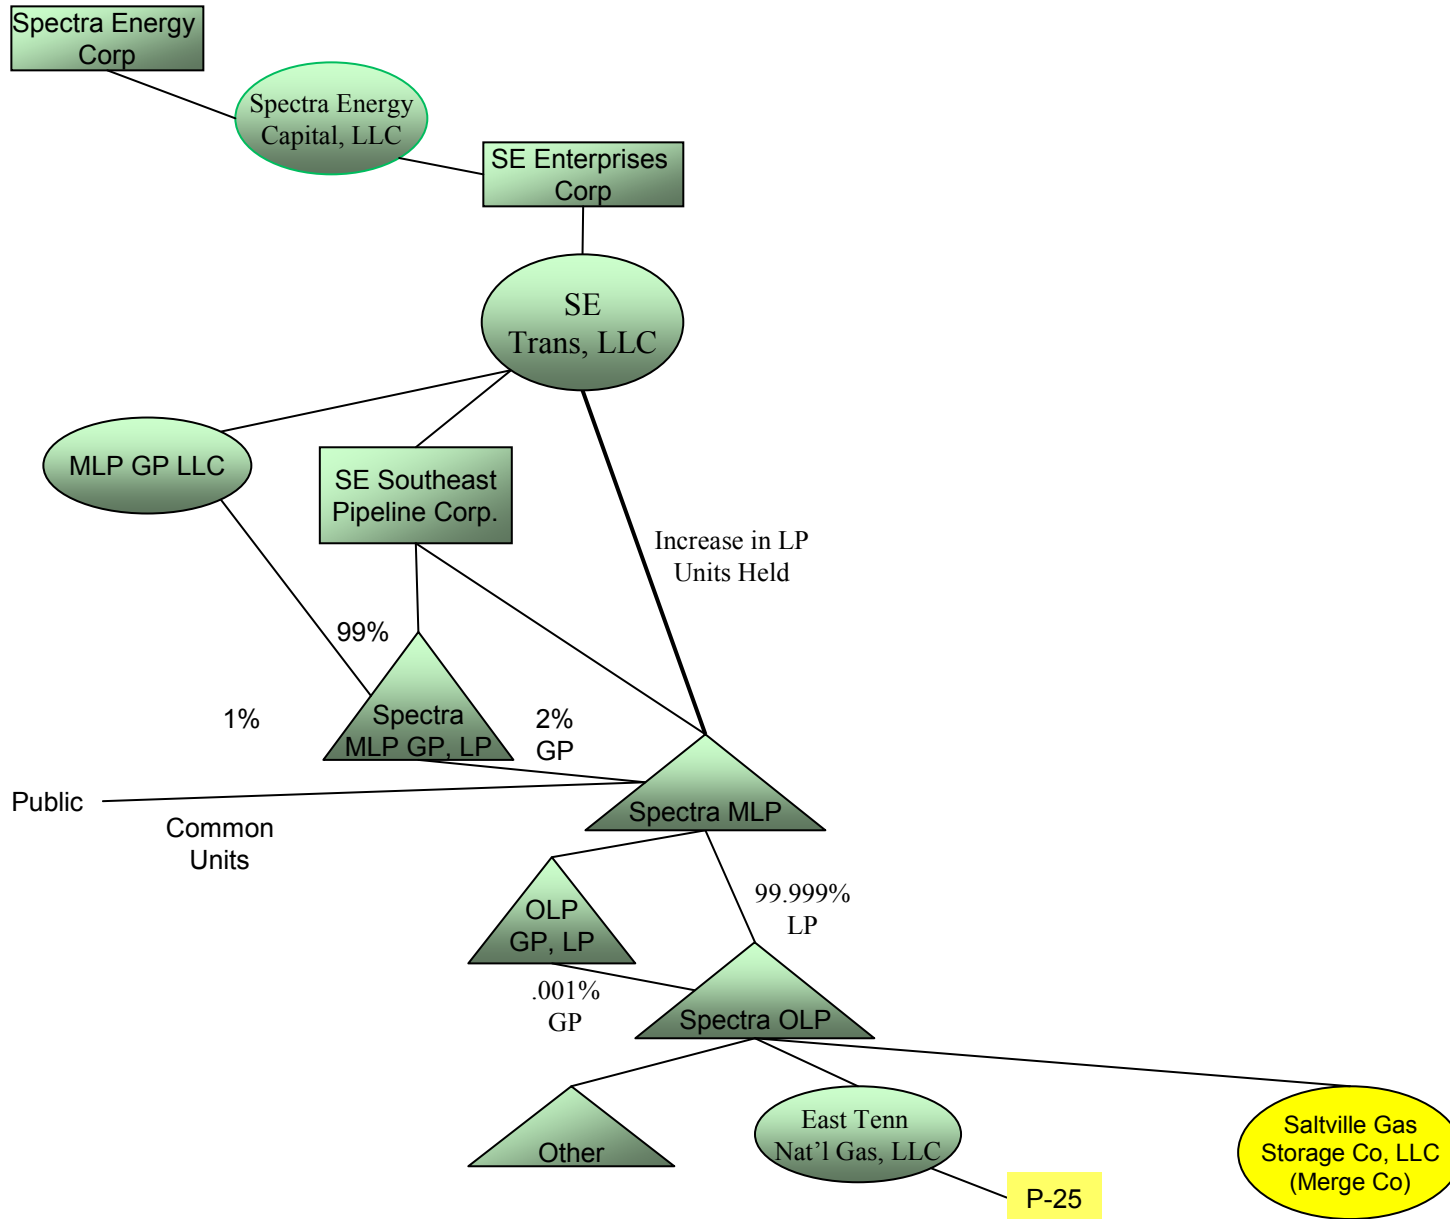 Spectra Energy
Corp
Spectra Energy
Capital, LLC
SE Enterprises
Corp
SE
Trans, LLC
MLP GP LLC
SE Southeast
Pipeline Corp.
Increase in LP
Units Held
99%
1%
Spectra
MLP GP, LP
2%
GP
Public
Common
Units
Spectra MLP
OLP
GP, LP
99.999%
LP
.001%
GP
Spectra OLP
Other
East Tenn
Nat’l Gas, LLC
P-25
Saltville Gas
Storage Co, LLC
(Merge Co)